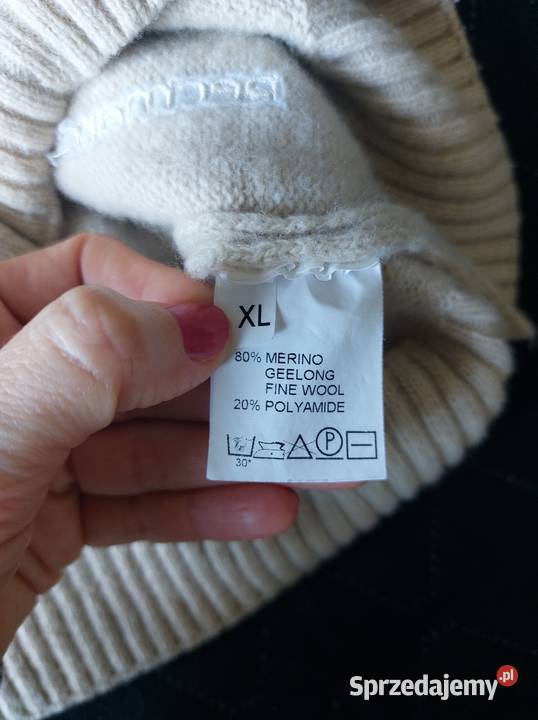 XL
80% MERINO
GEELONG
FINE WOOL
20% POLYAMIDE
P
30°
Sprzedajemy.pl